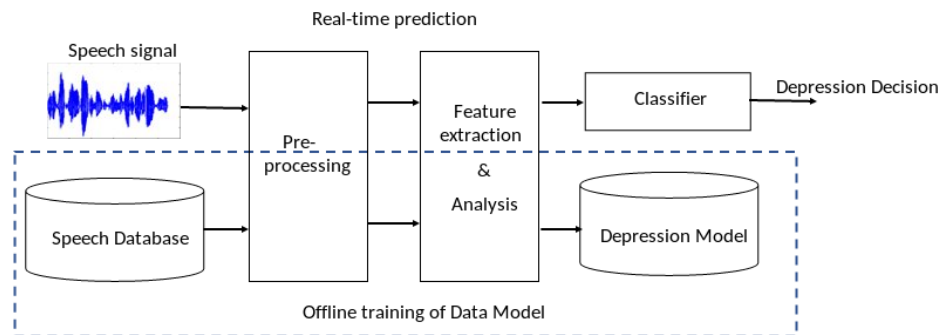 Real-time prediction
Speech signal
Pre-
processing
Feature
extraction
&
Analysis
Classifier
Depression Decision
Speech Database
Depression Model
Offline training of Data Model